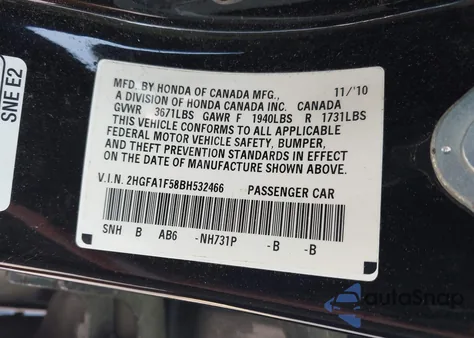 SNE E2
MFD. BY HONDA OF CANADA MFG., 11/'10
A DIVISION OF HONDA CANADA INC. CANADA
GVWR 3671LBS GAWR F 1940LBS R 1731LBS
THIS VEHICLE CONFORMS TO ALL APPLICABLE
FEDERAL MOTOR VEHICLE SAFETY, BUMPER,
AND THEFT PREVENTION STANDARDS IN EFFECT
ON THE DATE OF MANUFACTURE SHOWN ABOVE.
V.I.N. 2HGFA1F58BH532466 PASSENGER CAR
SNH B AB6 -NH731P -B -B
autoSnap